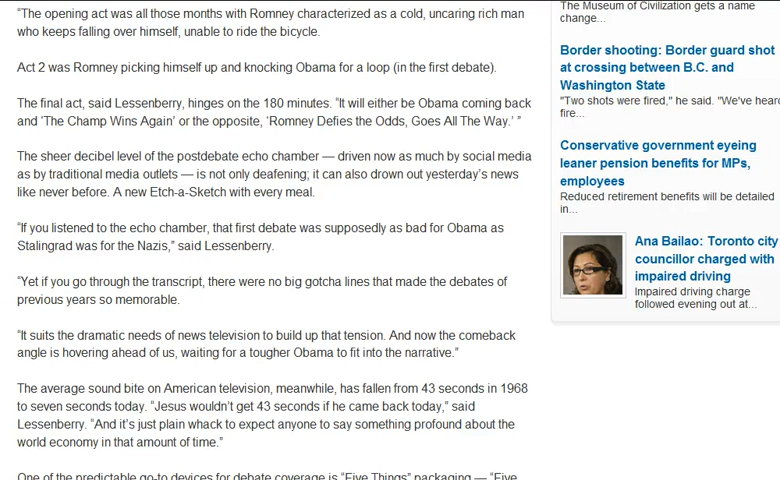 “The opening act was all those months with Romney characterized as a cold, uncaring rich man
who keeps falling over himself, unable to ride the bicycle.
Act 2 was Romney picking himself up and knocking Obama for a loop (in the first debate).
The final act, said Lessenberry, hinges on the 180 minutes. “It will either be Obama coming back
and ‘The Champ Wins Again’ or the opposite, ‘Romney Defies the Odds, Goes All The Way.’ ”
The sheer decibel level of the postdebate echo chamber — driven now as much by social media
as by traditional media outlets — is not only deafening; it can also drown out yesterday’s news
like never before. A new Etch-a-Sketch with every meal.
“If you listened to the echo chamber, that first debate was supposedly as bad for Obama as
Stalingrad was for the Nazis,” said Lessenberry.
“Yet if you go through the transcript, there were no big gotcha lines that made the debates of
previous years so memorable.
“It suits the dramatic needs of news television to build up that tension. And now the comeback
angle is hovering ahead of us, waiting for a tougher Obama to fit into the narrative.”
The average sound bite on American television, meanwhile, has fallen from 43 seconds in 1968
to seven seconds today. “Jesus wouldn’t get 43 seconds if he came back today,” said
Lessenberry. “And it’s just plain whack to expect anyone to say something profound about the
world economy in that amount of time.”
One of the predictable go-to devices for debate coverage is “Five Things” packaging — “Five
The Museum of Civilization gets a name
change...
Border shooting: Border guard shot
at crossing between B.C. and
Washington State
"Two shots were fired," he said. "We've heard
fire...
Conservative government eyeing
leaner pension benefits for MPs,
employees
Reduced retirement benefits will be detailed
in...
Ana Bailao: Toronto city
councillor charged with
impaired driving
Impaired driving charge
followed evening out at...